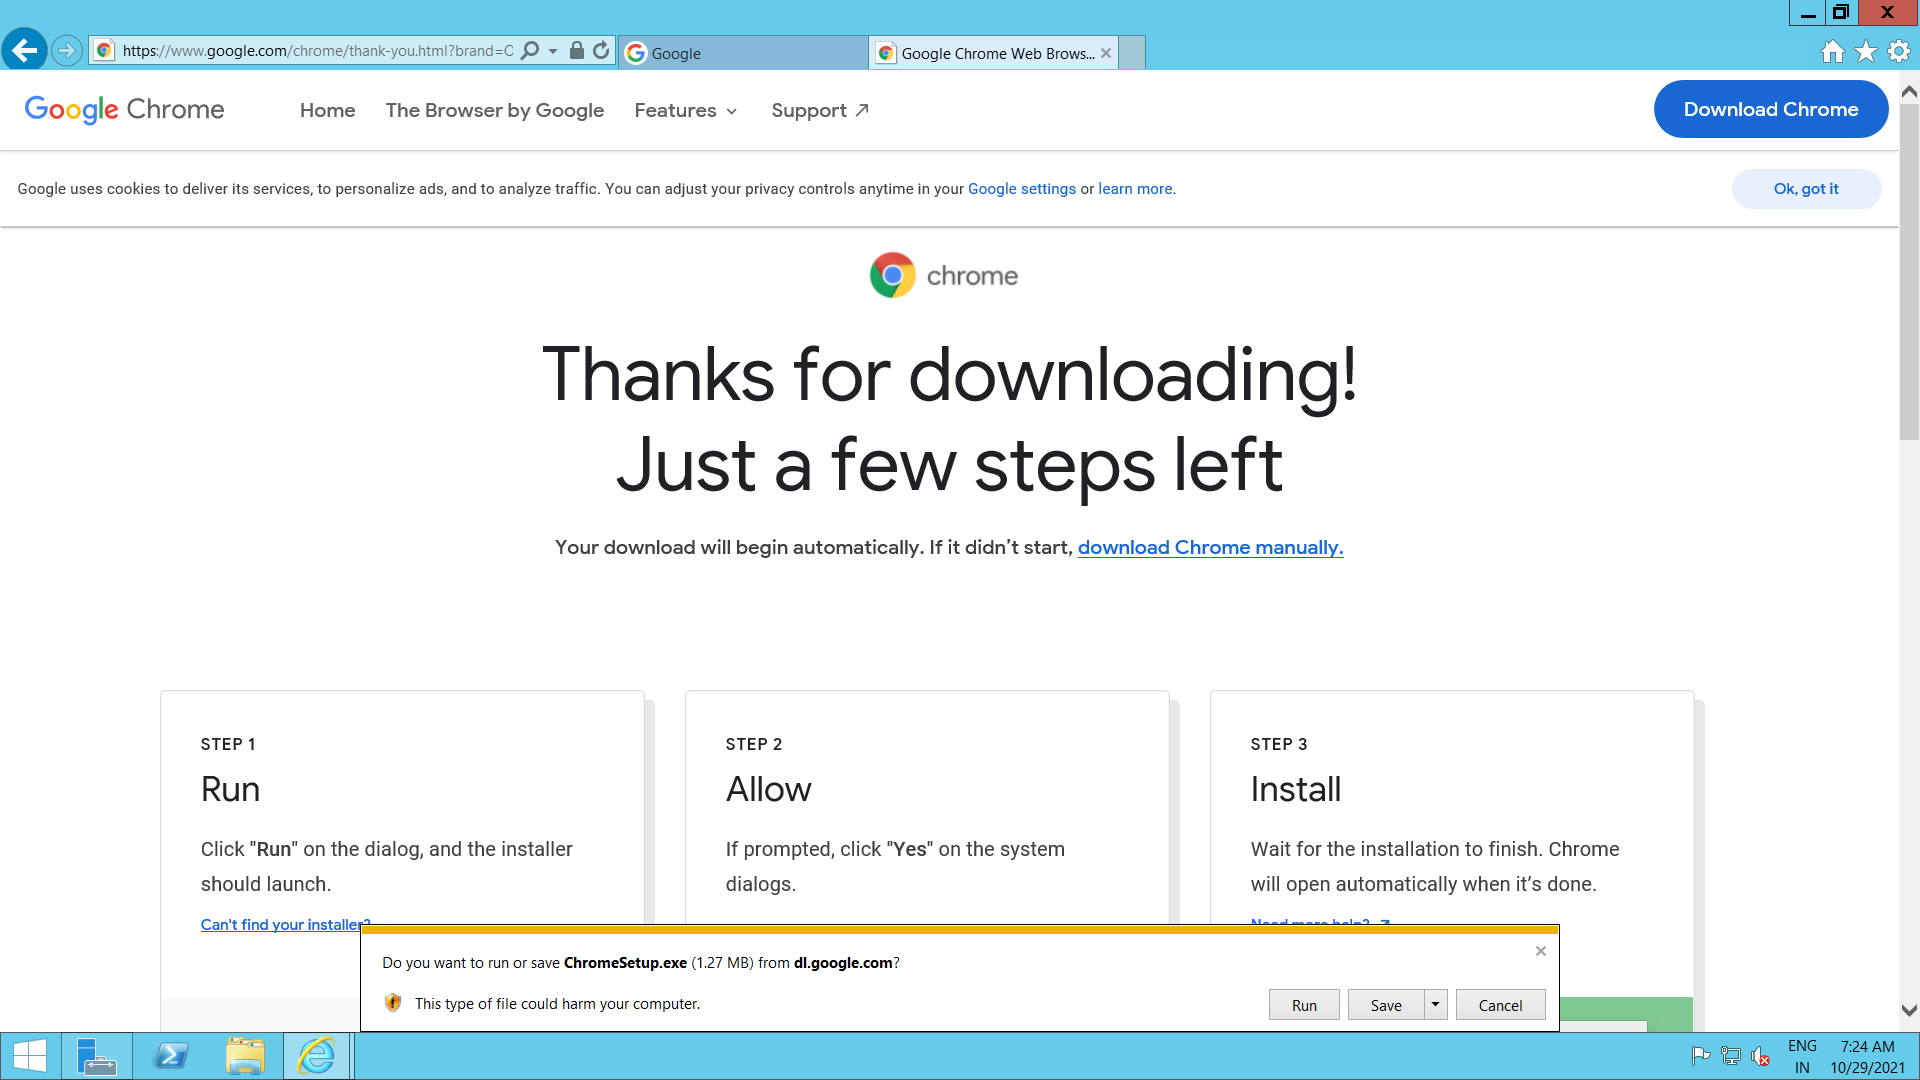 https://www.google.com/chrome/thank-you.html?brand=C
Google
Google Chrome Web Brows...
Google Chrome
Home
The Browser by Google
Features
Support
Download Chrome
Google uses cookies to deliver its services, to personalize ads, and to analyze traffic. You can adjust your privacy controls anytime in your Google settings or learn more.
Ok, got it
chrome
Thanks for downloading!
Just a few steps left
Your download will begin automatically. If it didn’t start, download Chrome manually.
STEP 1
Run
Click "Run" on the dialog, and the installer
should launch.
Can't find your installer?
STEP 2
Allow
If prompted, click "Yes" on the system
dialogs.
STEP 3
Install
Wait for the installation to finish. Chrome
will open automatically when it’s done.
Need more help?
Do you want to run or save ChromeSetup.exe (1.27 MB) from dl.google.com?
This type of file could harm your computer.
Run
Save
Cancel
ENG
IN
7:24 AM
10/29/2021